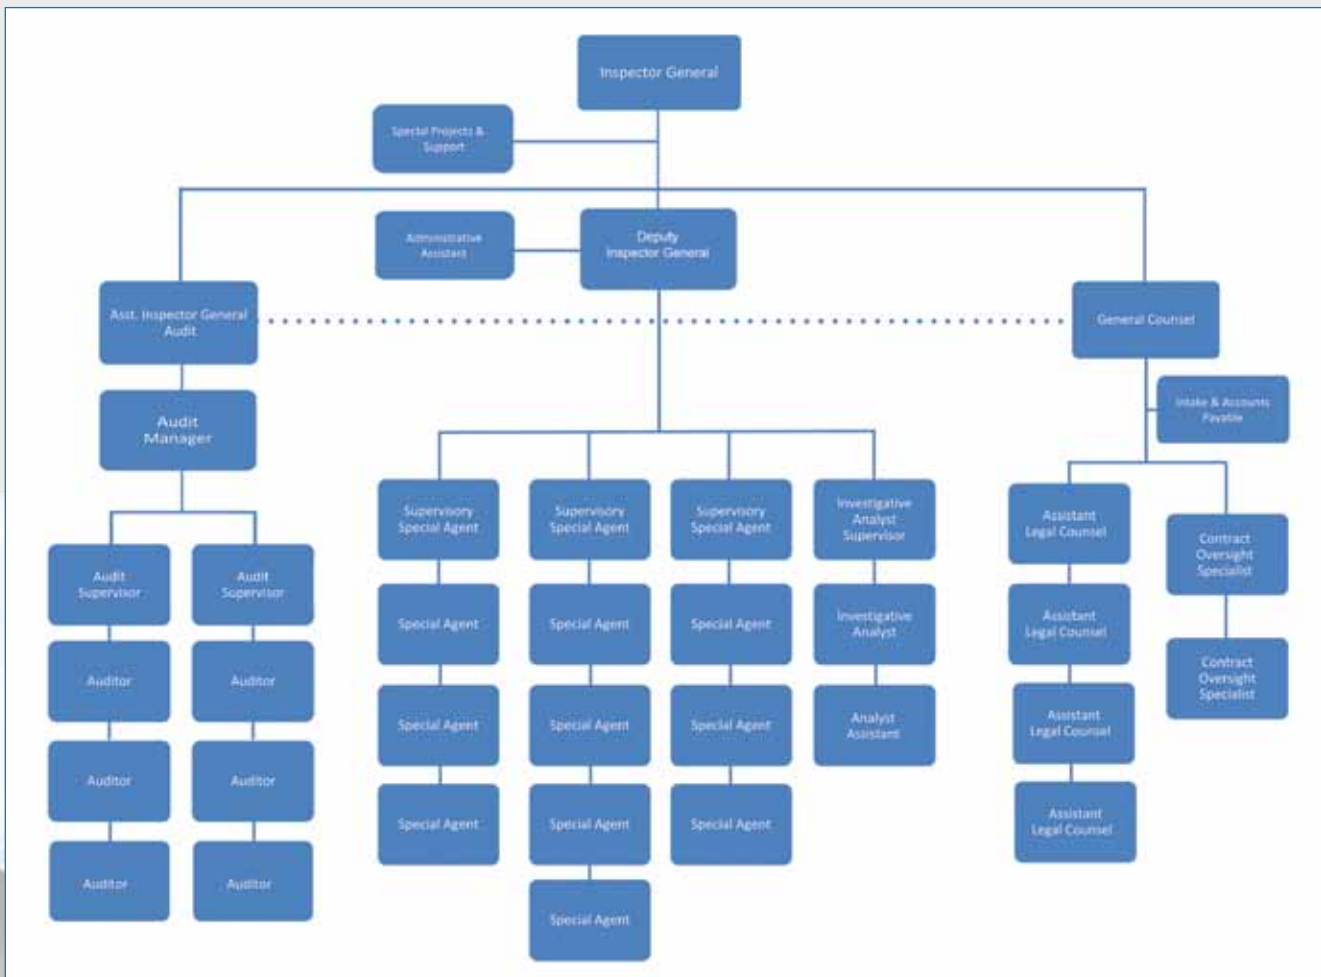 Inspector General
Special Projects &
Support
Administrative
Assistant
Deputy
Inspector General
Asst. Inspector General
Audit
General Counsel
Intake & Accounts
Payable
Audit
Manager
Audit
Supervisor
Auditor
Auditor
Auditor
Audit
Supervisor
Auditor
Auditor
Auditor
Supervisory
Special Agent
Special Agent
Special Agent
Special Agent
Supervisory
Special Agent
Special Agent
Special Agent
Special Agent
Special Agent
Supervisory
Special Agent
Special Agent
Special Agent
Special Agent
Investigative
Analyst
Supervisor
Investigative
Analyst
Analyst
Assistant
Assistant
Legal Counsel
Assistant
Legal Counsel
Assistant
Legal Counsel
Assistant
Legal Counsel
Contract
Oversight
Specialist
Contract
Oversight
Specialist